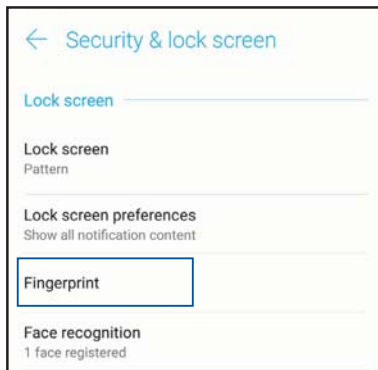 Security & lock screen
Lock screen
Lock screen
Pattern
Lock screen preferences
Show all notification content
Fingerprint
Face recognition
1 face registered